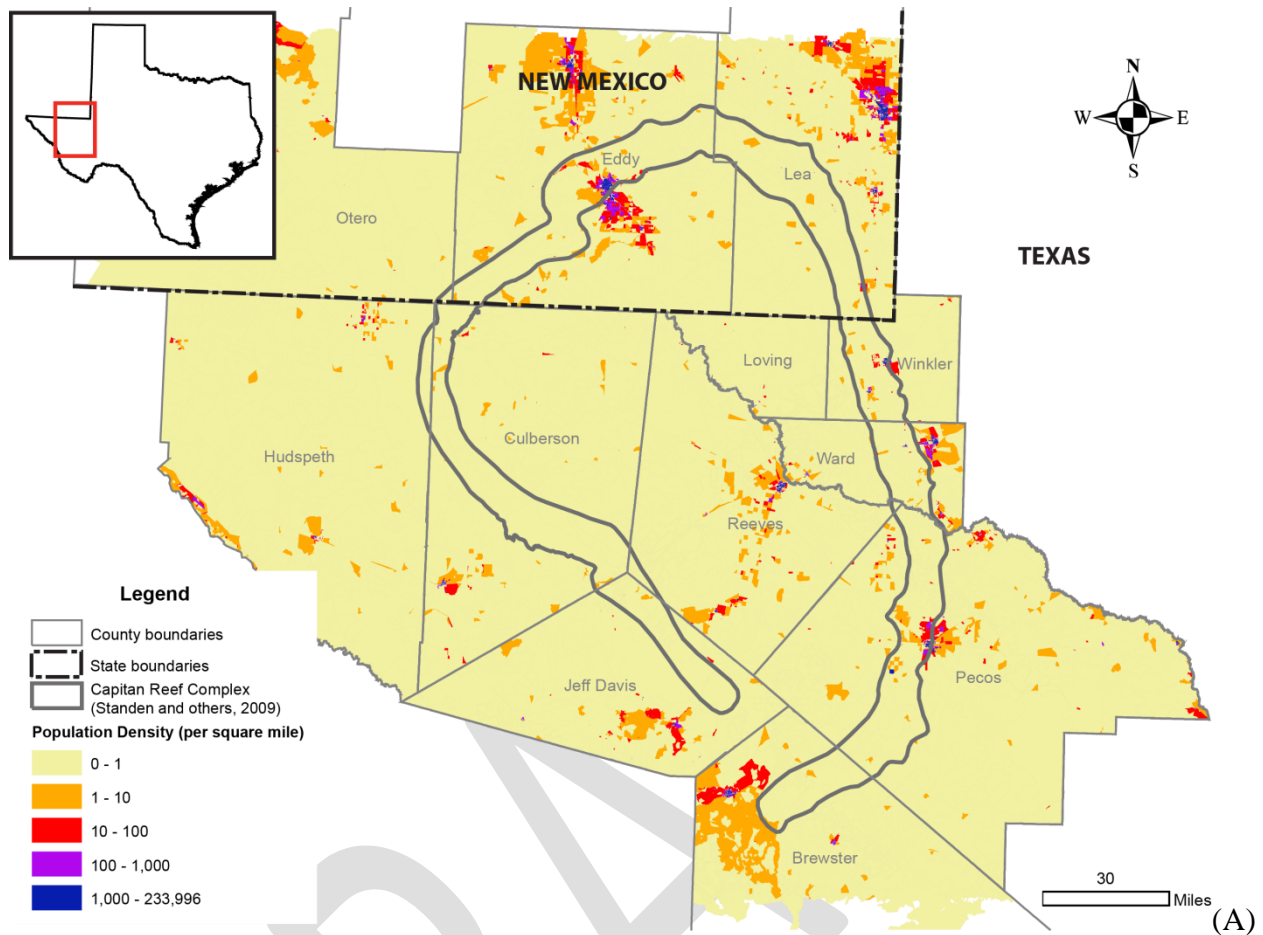 NEW MEXICO
N
W
E
S
Eddy
Lea
Otero
TEXAS
Loving
Winkler
Culberson
Hudspeth
Ward
Reeves
Jeff Davis
Pecos
Brewster
Legend
County boundaries
State boundaries
Capitan Reef Complex
(Standen and others, 2009)
Population Density (per square mile)
0 - 1
1 - 10
10 - 100
100 - 1,000
1,000 - 233,996
30
Miles
(A)